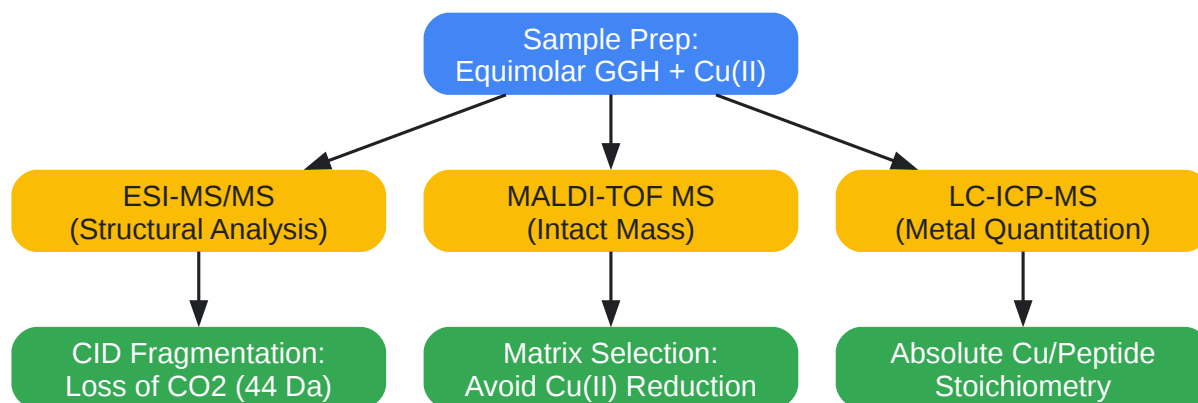 Sample Prep:
Equimolar GGH + Cu(II)
ESI-MS/MS
(Structural Analysis)
MALDI-TOF MS
(Intact Mass)
LC-ICP-MS
(Metal Quantitation)
CID Fragmentation:
Loss of CO2 (44 Da)
Matrix Selection:
Avoid Cu(II) Reduction
Absolute Cu/Peptide
Stoichiometry